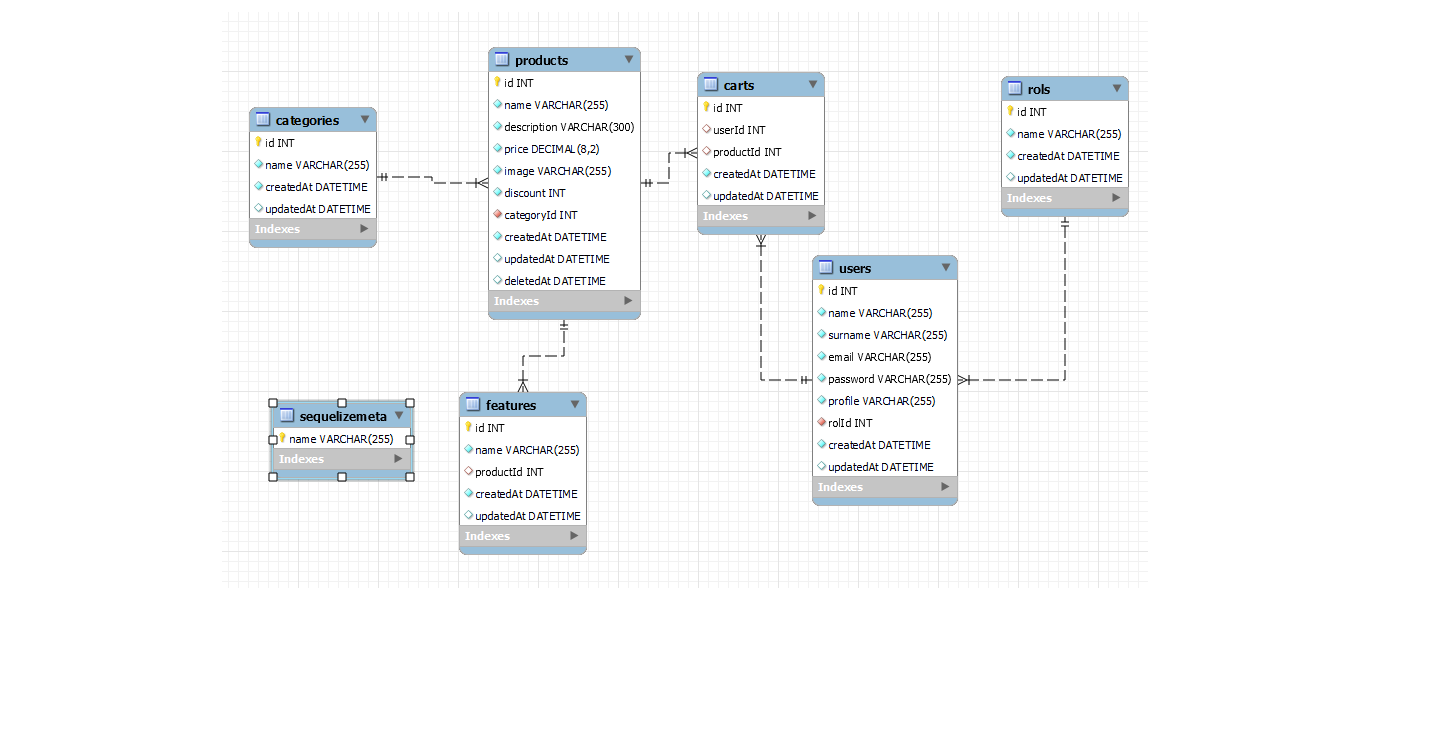 categories
id INT
name VARCHAR(255)
createdAt DATETIME
updatedAt DATETIME
Indexes
products
id INT
name VARCHAR(255)
description VARCHAR(300)
price DECIMAL(8,2)
image VARCHAR(255)
discount INT
categoryId INT
createdAt DATETIME
updatedAt DATETIME
deletedAt DATETIME
Indexes
carts
id INT
userId INT
productId INT
createdAt DATETIME
updatedAt DATETIME
Indexes
rols
id INT
name VARCHAR(255)
createdAt DATETIME
updatedAt DATETIME
Indexes
users
id INT
name VARCHAR(255)
surname VARCHAR(255)
email VARCHAR(255)
password VARCHAR(255)
profile VARCHAR(255)
rolId INT
createdAt DATETIME
updatedAt DATETIME
Indexes
sequelizemeta
name VARCHAR(255)
Indexes
features
id INT
name VARCHAR(255)
productId INT
createdAt DATETIME
updatedAt DATETIME
Indexes